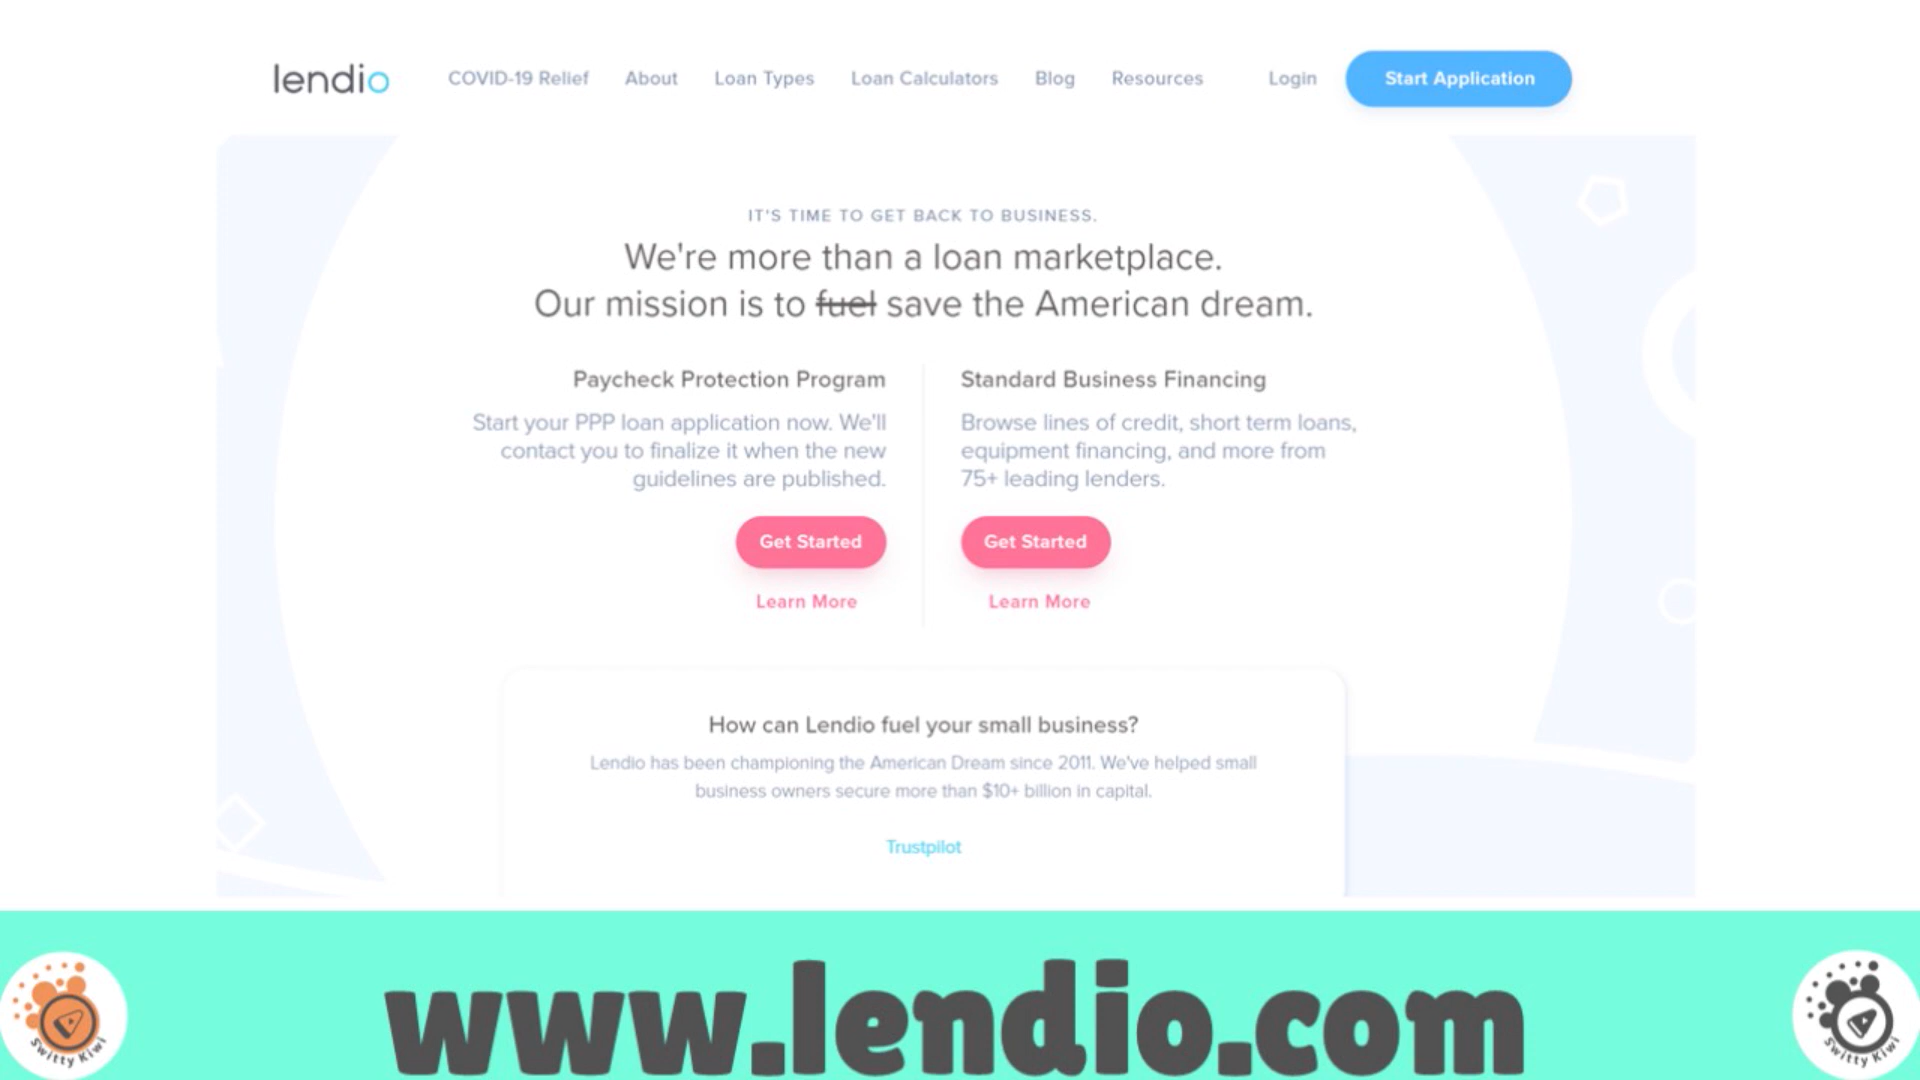 lendio
COVID-19 Relief
About
Loan Types
Loan Calculators
Blog
Resources
Login
Start Application
IT'S TIME TO GET BACK TO BUSINESS.
We're more than a loan marketplace.
Our mission is to fuel save the American dream.
Paycheck Protection Program
Start your PPP loan application now. We'll
contact you to finalize it when the new
guidelines are published.
Get Started
Learn More
Standard Business Financing
Browse lines of credit, short term loans,
equipment financing, and more from
75+ leading lenders.
Get Started
Learn More
How can Lendio fuel your small business?
Lendio has been championing the American Dream since 2011. We've helped small
business owners secure more than $10+ billion in capital.
Trustpilot
Switty Kiwi
www.lendio.com
Switty Kiwi